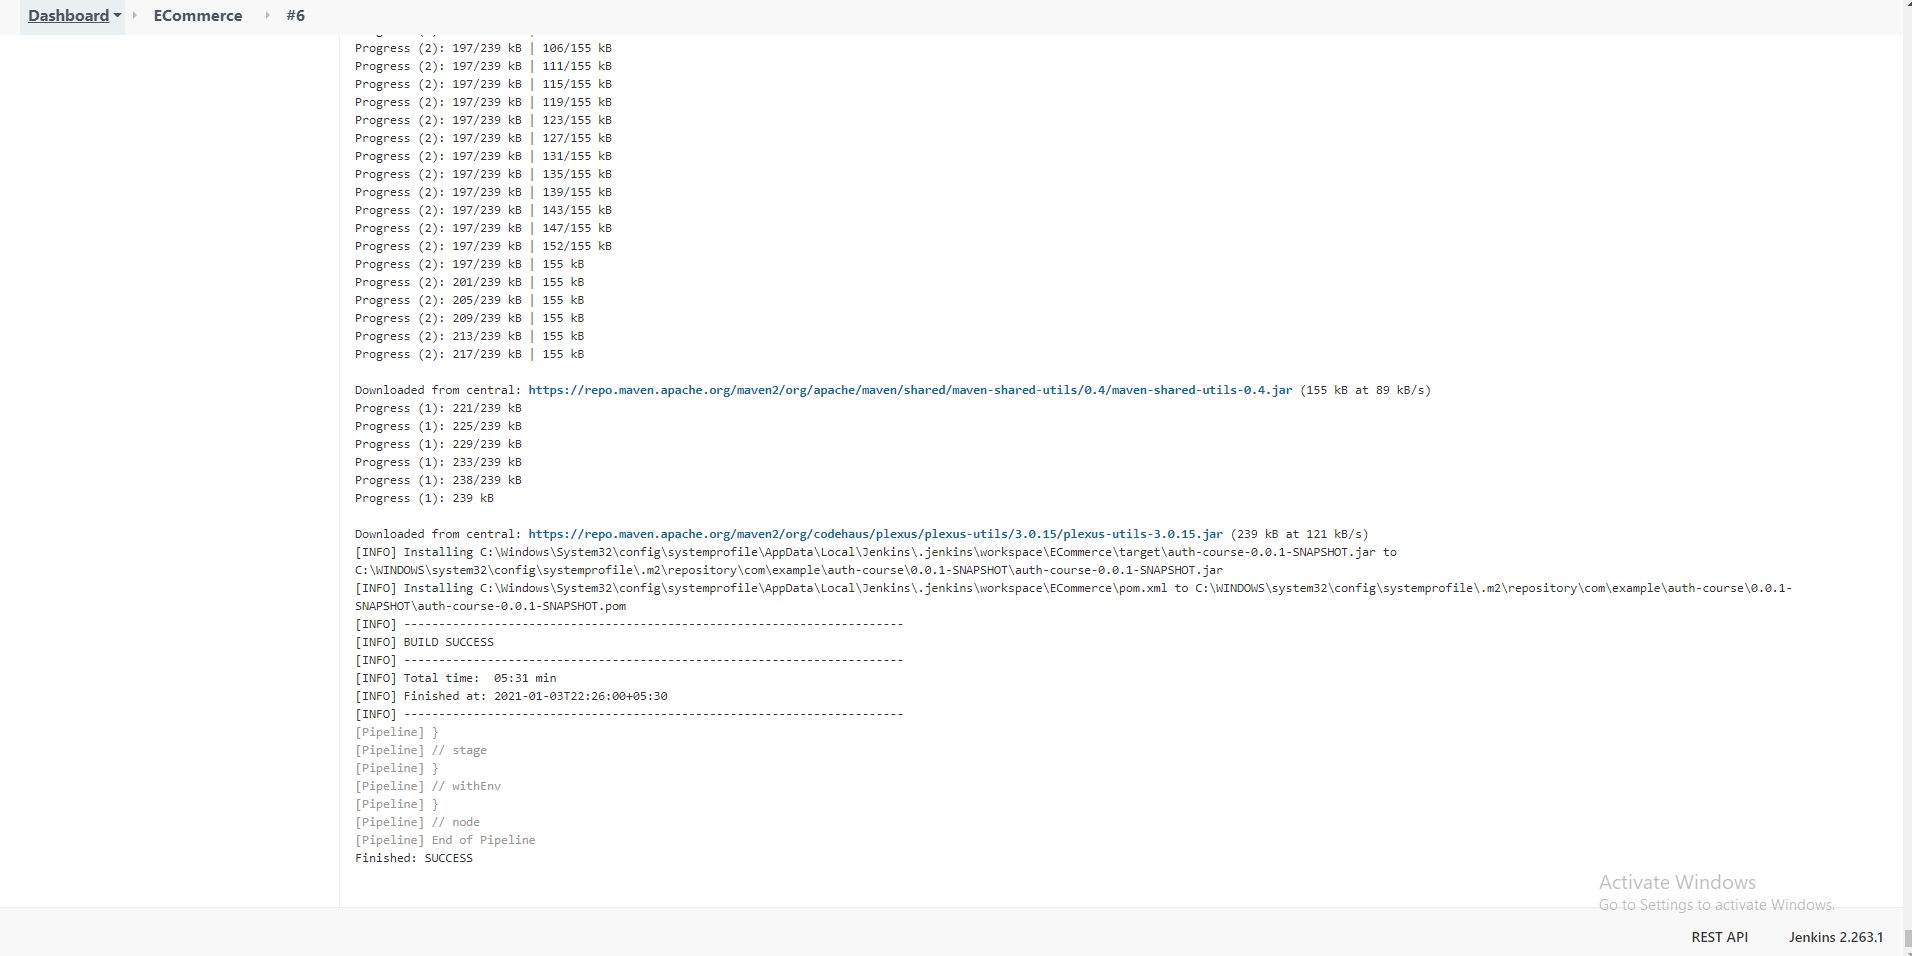 Dashboard ECommerce #6
Progress (2): 197/239 kB | 106/155 kB
Progress (2): 197/239 kB | 111/155 kB
Progress (2): 197/239 kB | 115/155 kB
Progress (2): 197/239 kB | 119/155 kB
Progress (2): 197/239 kB | 123/155 kB
Progress (2): 197/239 kB | 127/155 kB
Progress (2): 197/239 kB | 131/155 kB
Progress (2): 197/239 kB | 135/155 kB
Progress (2): 197/239 kB | 139/155 kB
Progress (2): 197/239 kB | 143/155 kB
Progress (2): 197/239 kB | 147/155 kB
Progress (2): 197/239 kB | 152/155 kB
Progress (2): 197/239 kB | 155 kB
Progress (2): 201/239 kB | 155 kB
Progress (2): 205/239 kB | 155 kB
Progress (2): 209/239 kB | 155 kB
Progress (2): 213/239 kB | 155 kB
Progress (2): 217/239 kB | 155 kB
Downloaded from central: https://repo.maven.apache.org/maven2/org/apache/maven/shared/maven-shared-utils/0.4/maven-shared-utils-0.4.jar (155 kB at 89 kB/s)
Progress (1): 221/239 kB
Progress (1): 225/239 kB
Progress (1): 229/239 kB
Progress (1): 233/239 kB
Progress (1): 238/239 kB
Progress (1): 239 kB
Downloaded from central: https://repo.maven.apache.org/maven2/org/codehaus/plexus/plexus-utils/3.0.15/plexus-utils-3.0.15.jar (239 kB at 121 kB/s)
[INFO] Installing C:\Windows\System32\config\systemprofile\AppData\Local\Jenkins\.jenkins\workspace\ECommerce\target\auth-course-0.0.1-SNAPSHOT.jar to
C:\WINDOWS\system32\config\systemprofile\.m2\repository\com\example\auth-course\0.0.1-SNAPSHOT\auth-course-0.0.1-SNAPSHOT.jar
[INFO] Installing C:\Windows\System32\config\systemprofile\AppData\Local\Jenkins\.jenkins\workspace\ECommerce\pom.xml to C:\WINDOWS\system32\config\systemprofile\.m2\repository\com\example\auth-course\0.0.1-
SNAPSHOT\auth-course-0.0.1-SNAPSHOT.pom
[INFO] ------------------------------------------------------------------------
[INFO] BUILD SUCCESS
[INFO] ------------------------------------------------------------------------
[INFO] Total time:  05:31 min
[INFO] Finished at: 2021-01-03T22:26:00+05:30
[INFO] ------------------------------------------------------------------------
[Pipeline] }
[Pipeline] // stage
[Pipeline] }
[Pipeline] // withEnv
[Pipeline] }
[Pipeline] // node
[Pipeline] End of Pipeline
Finished: SUCCESS
Activate Windows
Go to Settings to activate Windows.
REST API Jenkins 2.263.1